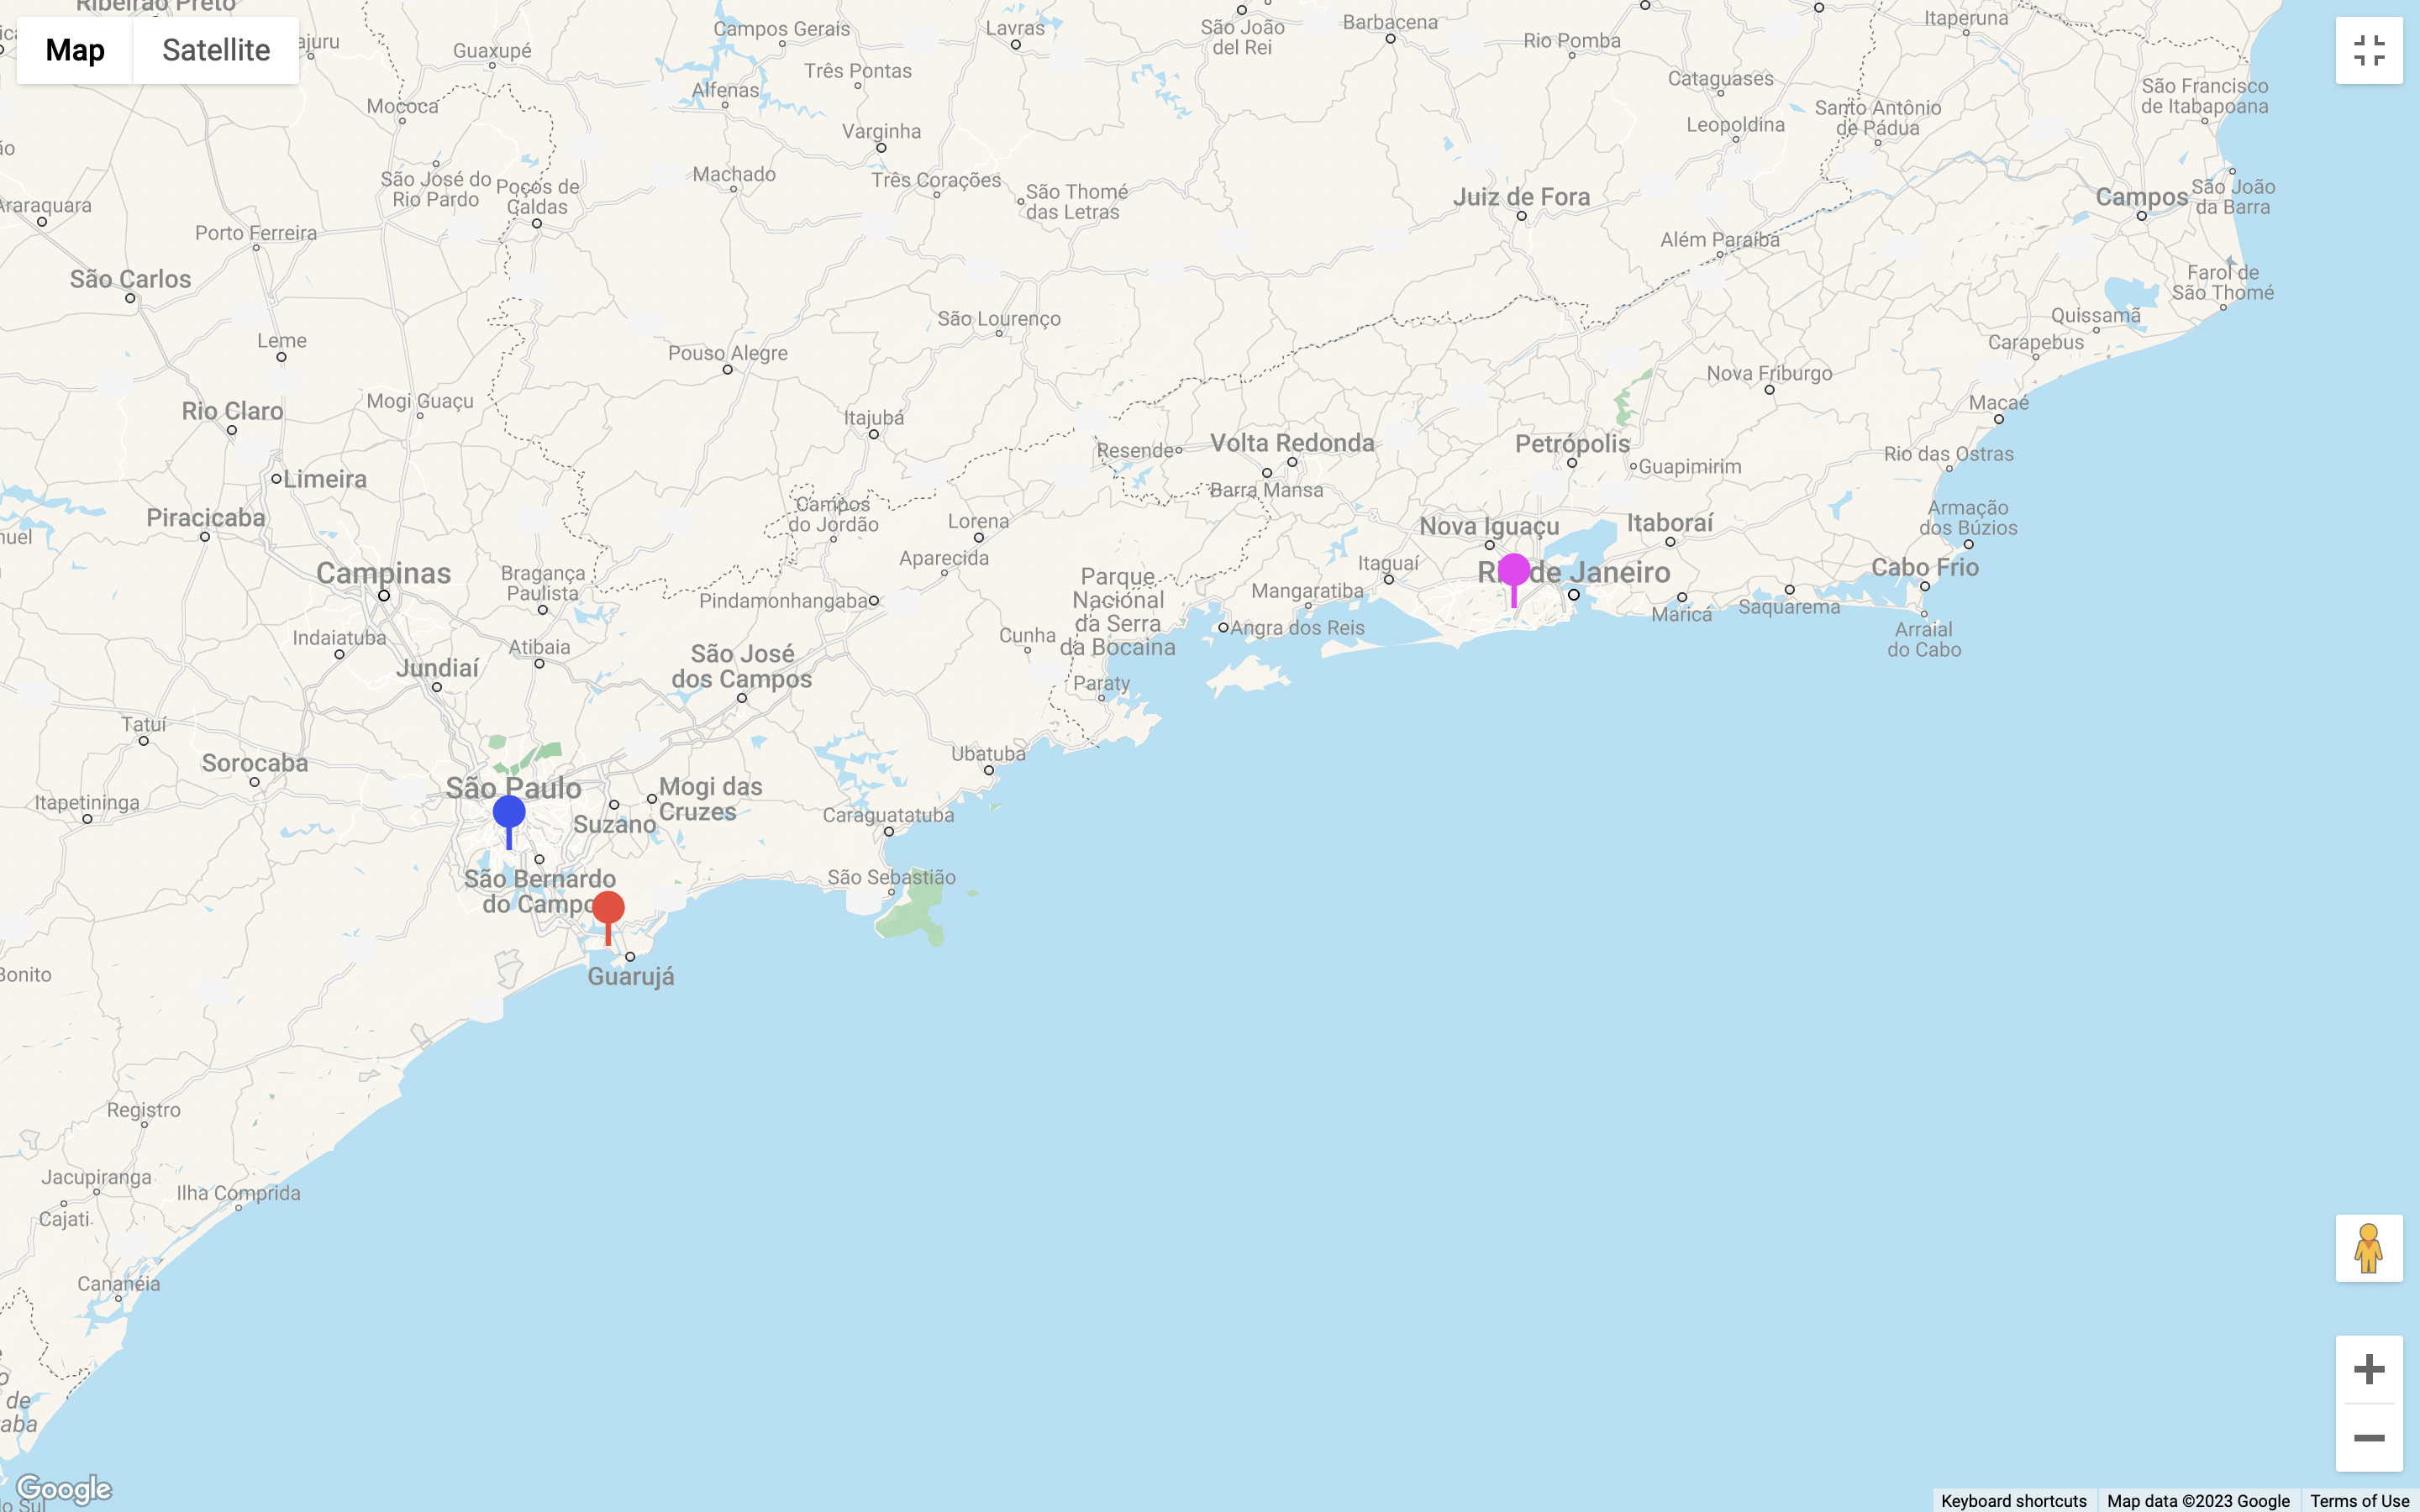 Ribeirão Preto
Map
Satellite
ajuru
Guaxupé
Campos Gerais
Lavras
São João
del Rei
Barbacena
Rio Pomba
Itaperuna
Três Pontas
Alfenas
Mococa
Varginha
Cataguases
Leopoldina
Santo Antônio
de Pádua
São Francisco
de Itabapoana
São José do
Rio Pardo
Poços de
Caldas
Machado
Três Corações
São Thomé
das Letras
Juiz de Fora
Campos
São João
da Barra
Araraquara
Porto Ferreira
Além Paraíba
São Carlos
Farol de
São Thomé
Leme
São Lourenço
Quissamã
Carapebus
Pouso Alegre
Nova Friburgo
Rio Claro
Mogi Guaçu
Itajubá
Macaé
Resende
Volta Redonda
Petrópolis
Guapimirim
Rio das Ostras
Limeira
Barra Mansa
Piracicaba
Campos
do Jordão
Lorena
Nova Iguaçu
Itaboraí
Armação
dos Búzios
nuel
Aparecida
Itaguaí
Campinas
Bragança
Paulista
Parque
Nacional
da Serra
da Bocaina
Rio de Janeiro
Cabo Frio
Pindamonhangaba
Mangaratiba
Maricá
Saquarema
Indaiatuba
Atibaia
Cunha
Angra dos Reis
Arraial
do Cabo
Jundiaí
São José
dos Campos
Paraty
Tatuí
Sorocaba
Ubatuba
São Paulo
Mogi das
Cruzes
Itapetininga
Suzano
Caraguatatuba
São Bernardo
do Campo
São Sebastião
Bonito
Guarujá
Registro
Jacupiranga
Ilha Comprida
Cajati
Cananéia
de
aba
Google
do Sul
Keyboard shortcuts
Map data ©2023 Google
Terms of Use